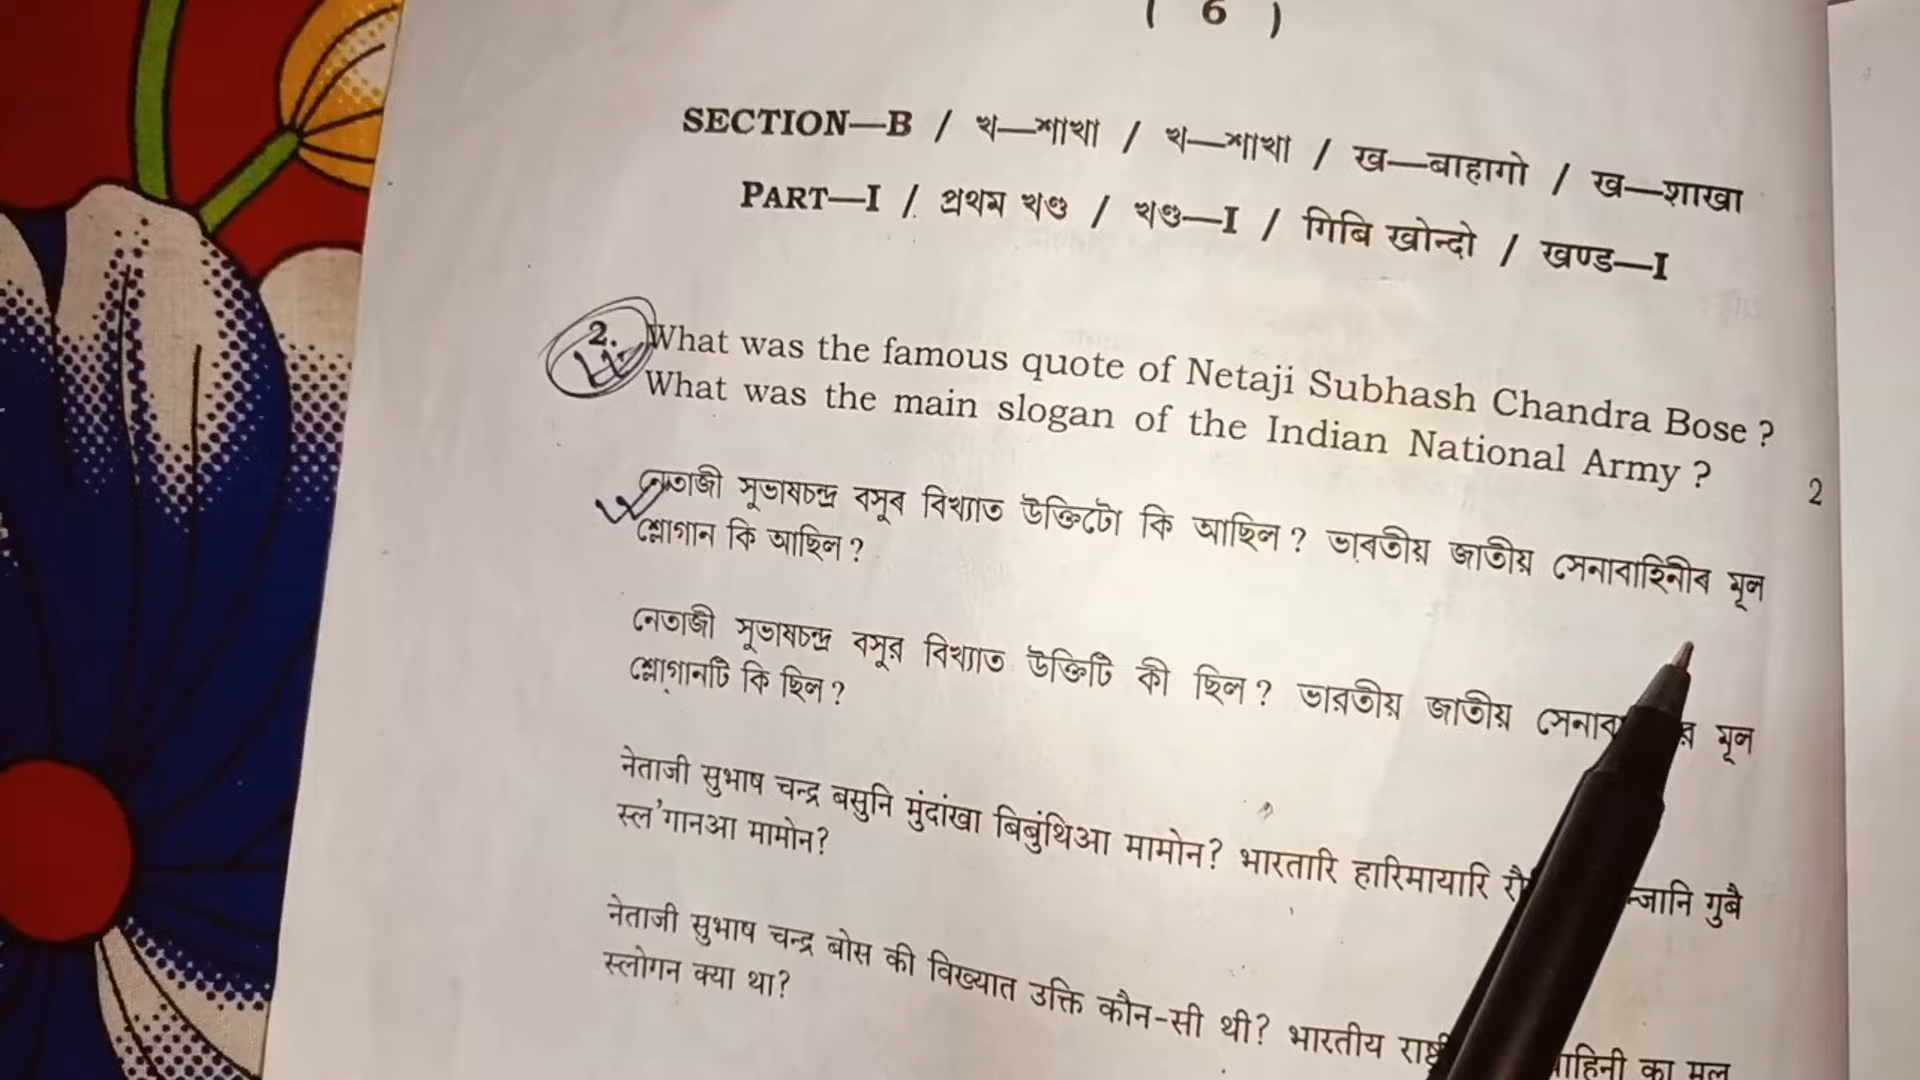 ( 6 )
SECTION—B / খ—শাখা / খ—শাখা / ख—बाहागो / ख—शाखा
PART—I / প্ৰথম খণ্ড / খণ্ড—I / गिबि खोन्दो / खण्ड—I
2. What was the famous quote of Netaji Subhash Chandra Bose ?
What was the main slogan of the Indian National Army ? 2
নেতাজী সুভাষচন্দ্ৰ বসুৰ বিখ্যাত উক্তিটো কি আছিল ? ভাৰতীয় জাতীয় সেনাবাহিনীৰ মূল
শ্লোগান কি আছিল ?
নেতাজী সুভাষচন্দ্র বসুর বিখ্যাত উক্তিটি কী ছিল ? ভারতীয় জাতীয় মূল
শ্লোগানটি কি ছিল ?
नेताजी सुभाष चन्द्र बसुनि मुंदांखा बिबुंथिआ मामोन? भारतारि हारिमायारि गुबै
स्ल'गानआ मामोन?
नेताजी सुभाष चन्द्र बोस की विख्यात उक्ति कौन-सी थी? भारतीय का मूल
स्लोगन क्या था?